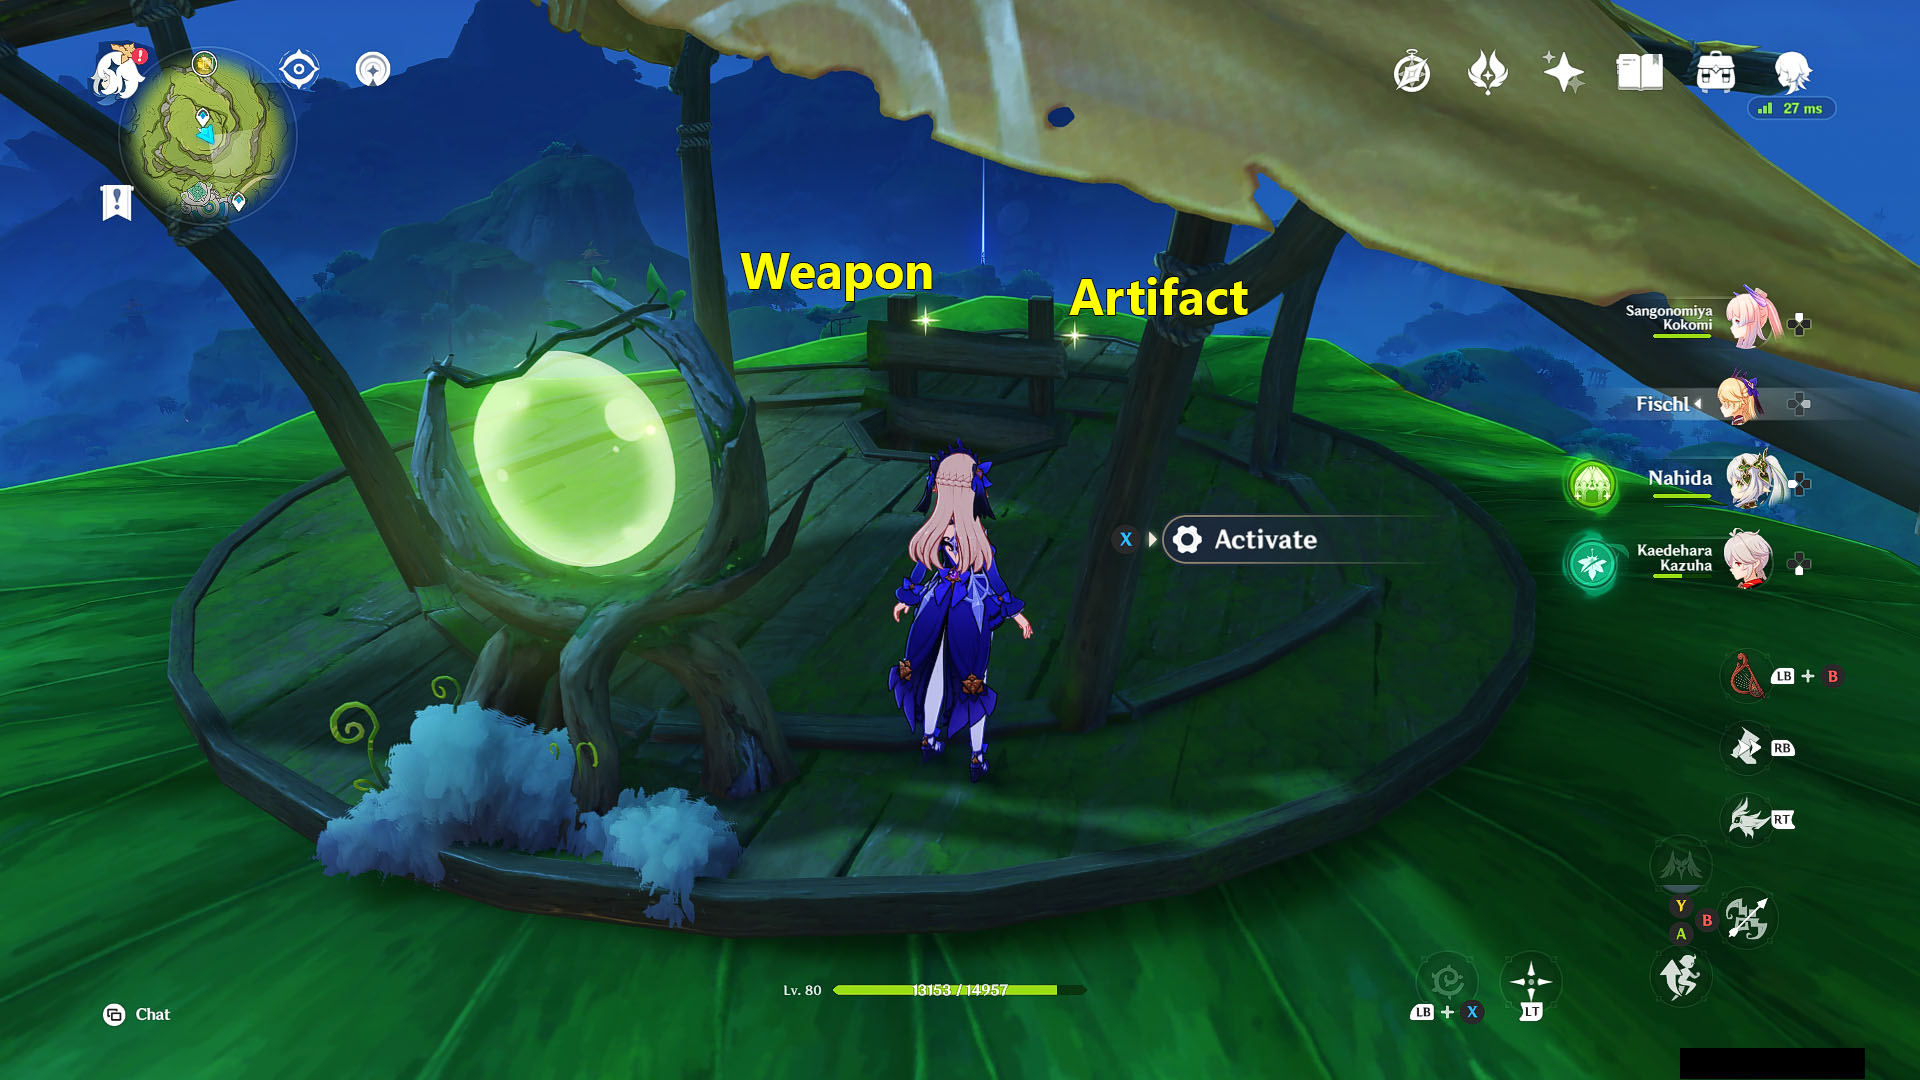 27 ms
Weapon
Artifact
Sangonomiya
Kokomi
Fischl
Nahida
X
Activate
Kaedehara
Kazuha
LB + B
RB
RT
Y
B
A
Lv. 80
13153 / 14957
LB + X
LT
Chat